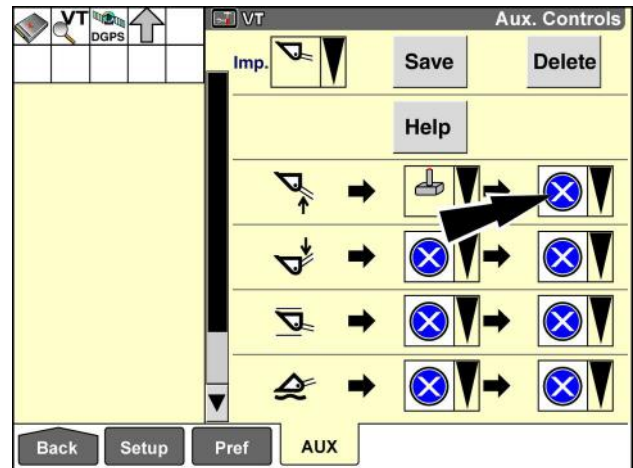 VT
DGPS
VT Aux. Controls
Imp. Save Delete
Help
Back Setup Pref AUX